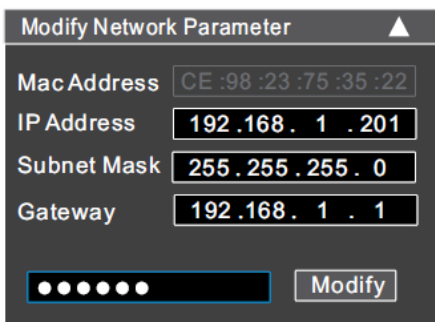 Modify Network Parameter
Mac Address CE :98 :23 :75 :35 :22
IP Address 192 .168 . 1 .201
Subnet Mask 255 . 255 . 255 . 0
Gateway 192 .168 . 1 . 1
●●●●●● Modify